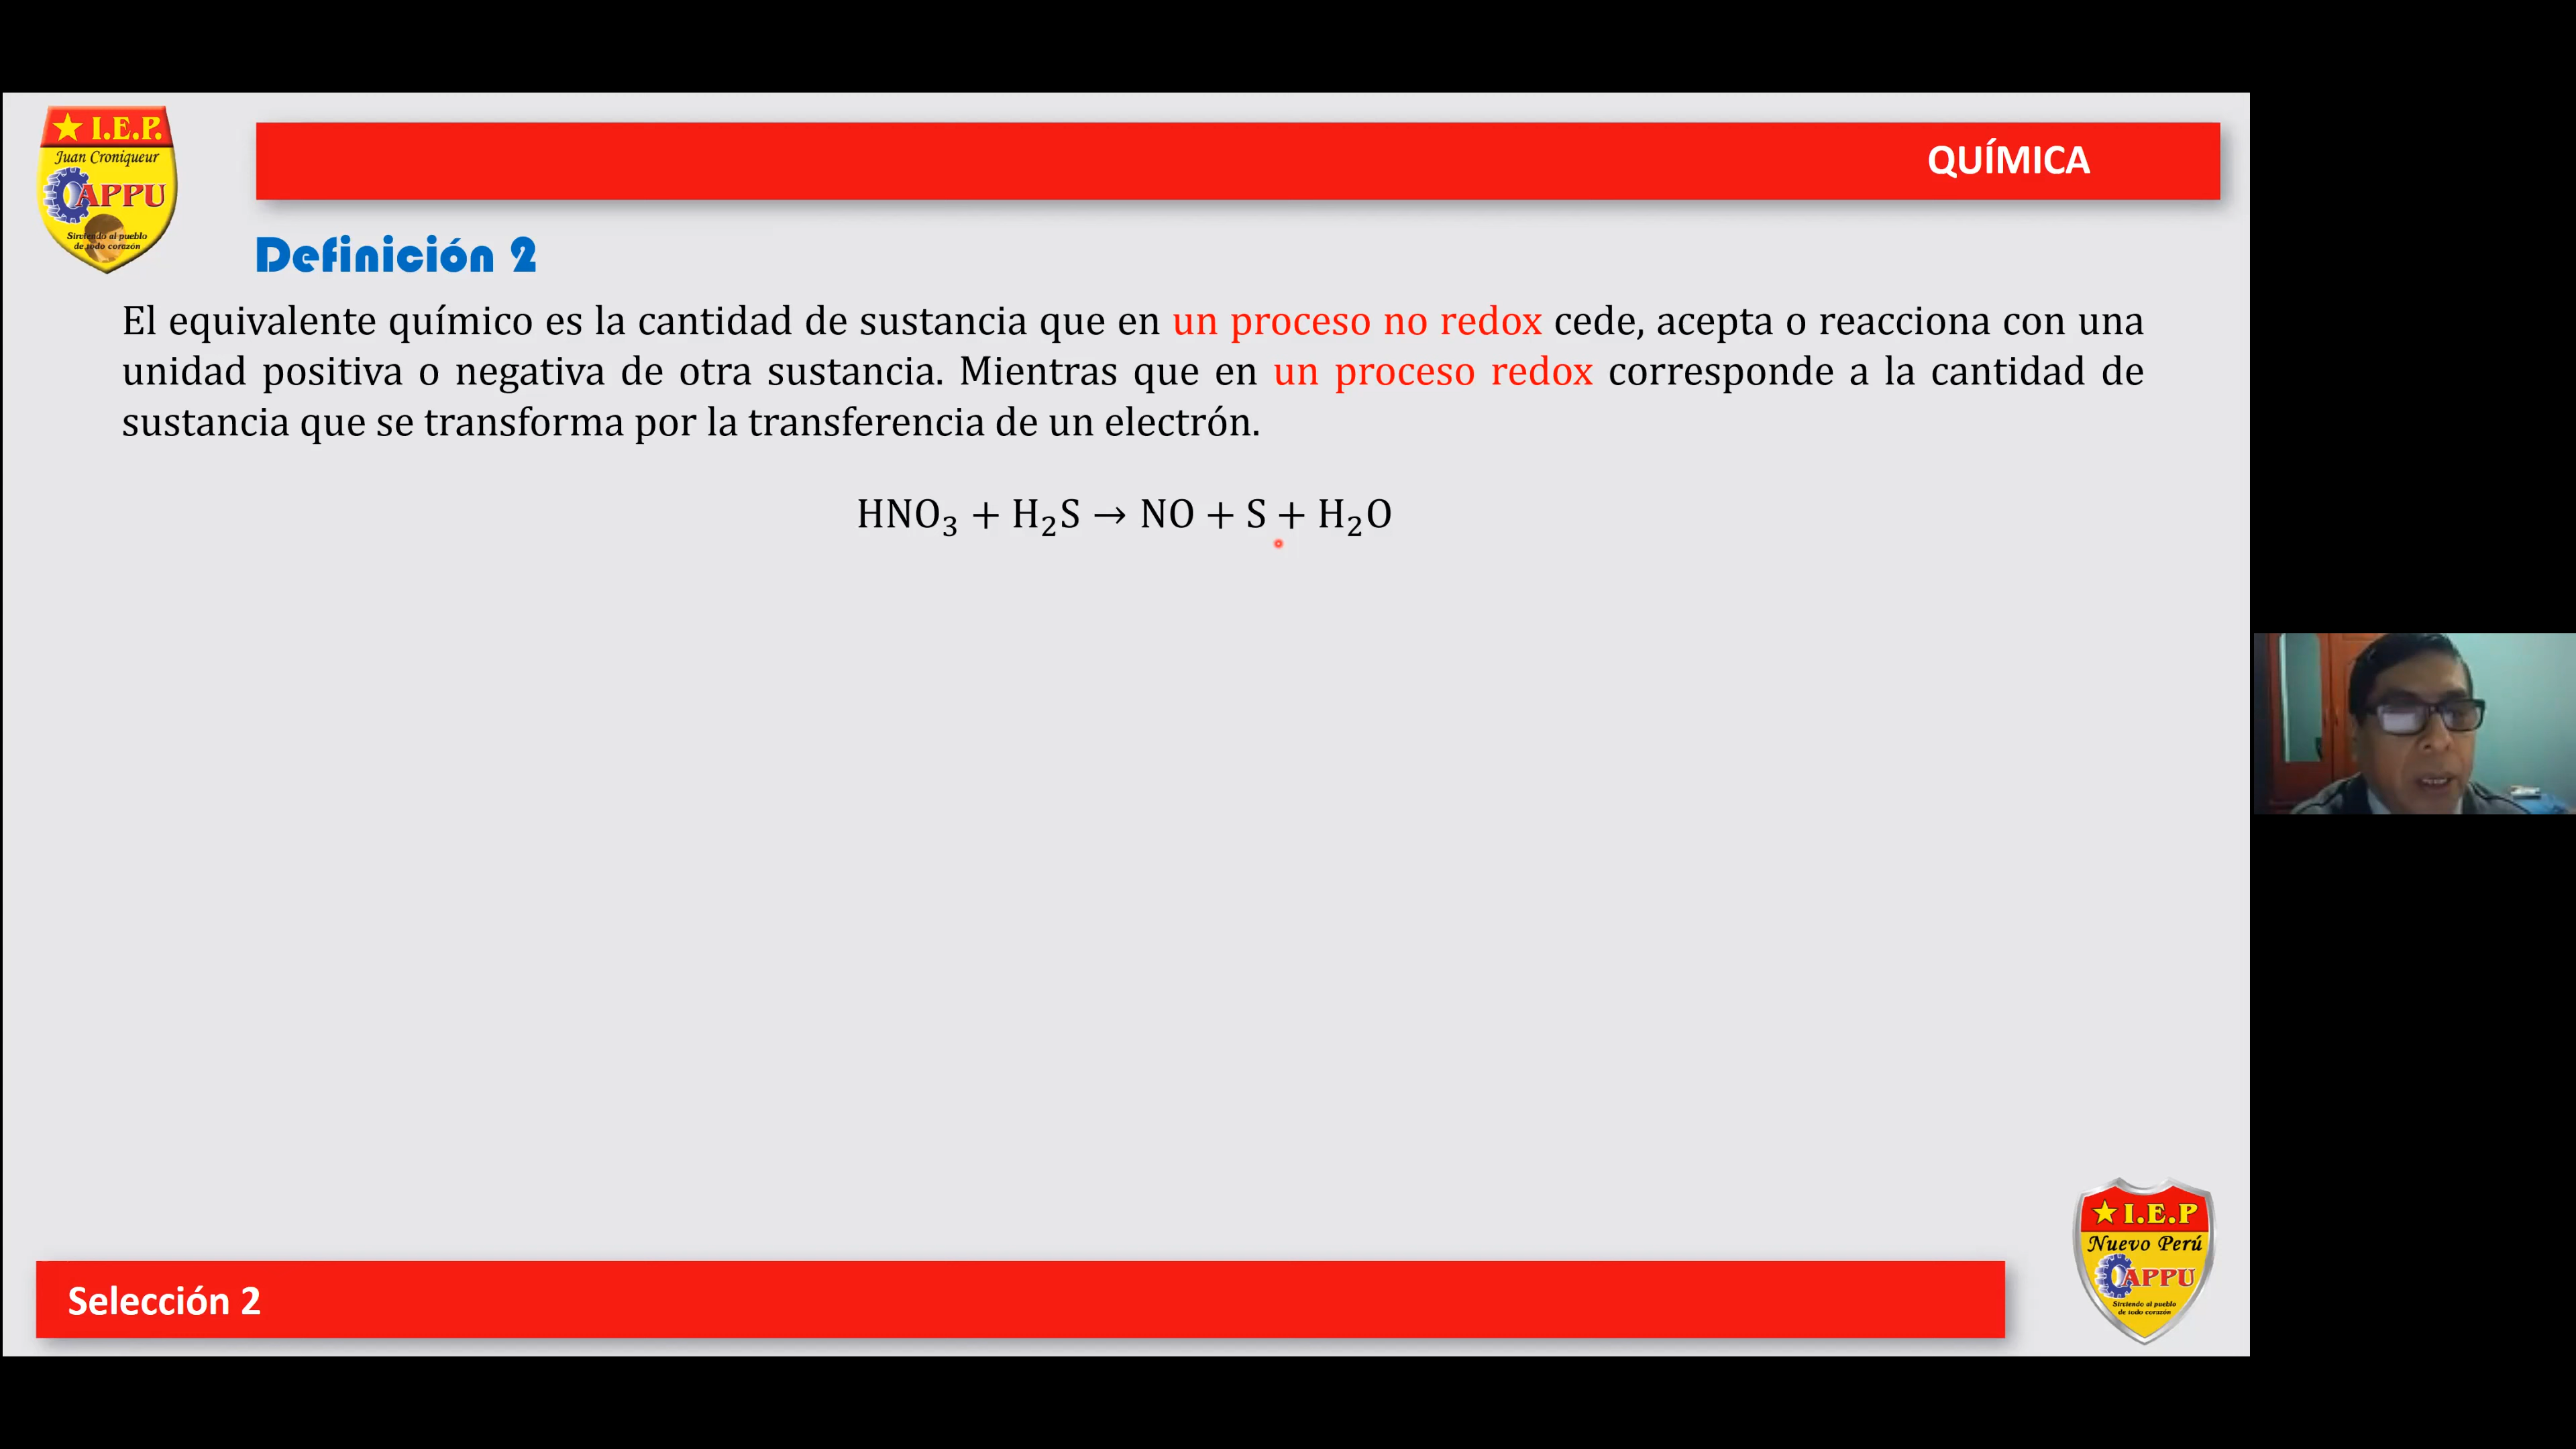 ★ I.E.P.
Juan Croniqueur
CAPPU
Sirviendo al pueblo
de todo corazón
QUÍMICA
Definición 2
El equivalente químico es la cantidad de sustancia que en un proceso no redox cede, acepta o reacciona con una
unidad positiva o negativa de otra sustancia. Mientras que en un proceso redox corresponde a la cantidad de
sustancia que se transforma por la transferencia de un electrón.
HNO₃ + H₂S → NO + S + H₂O
★ I.E.P
Nuevo Perú
CAPPU
Sirviendo al pueblo
de todo corazón
Selección 2